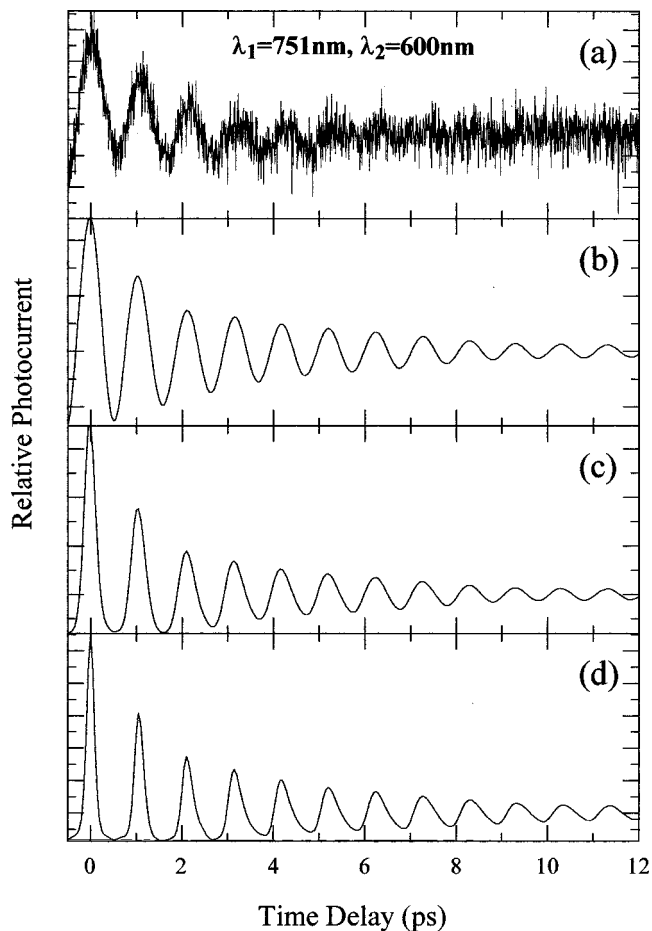 λ₁=751nm, λ₂=600nm
(a)
(b)
(c)
(d)
Relative Photocurrent
0 2 4 6 8 10 12
Time Delay (ps)